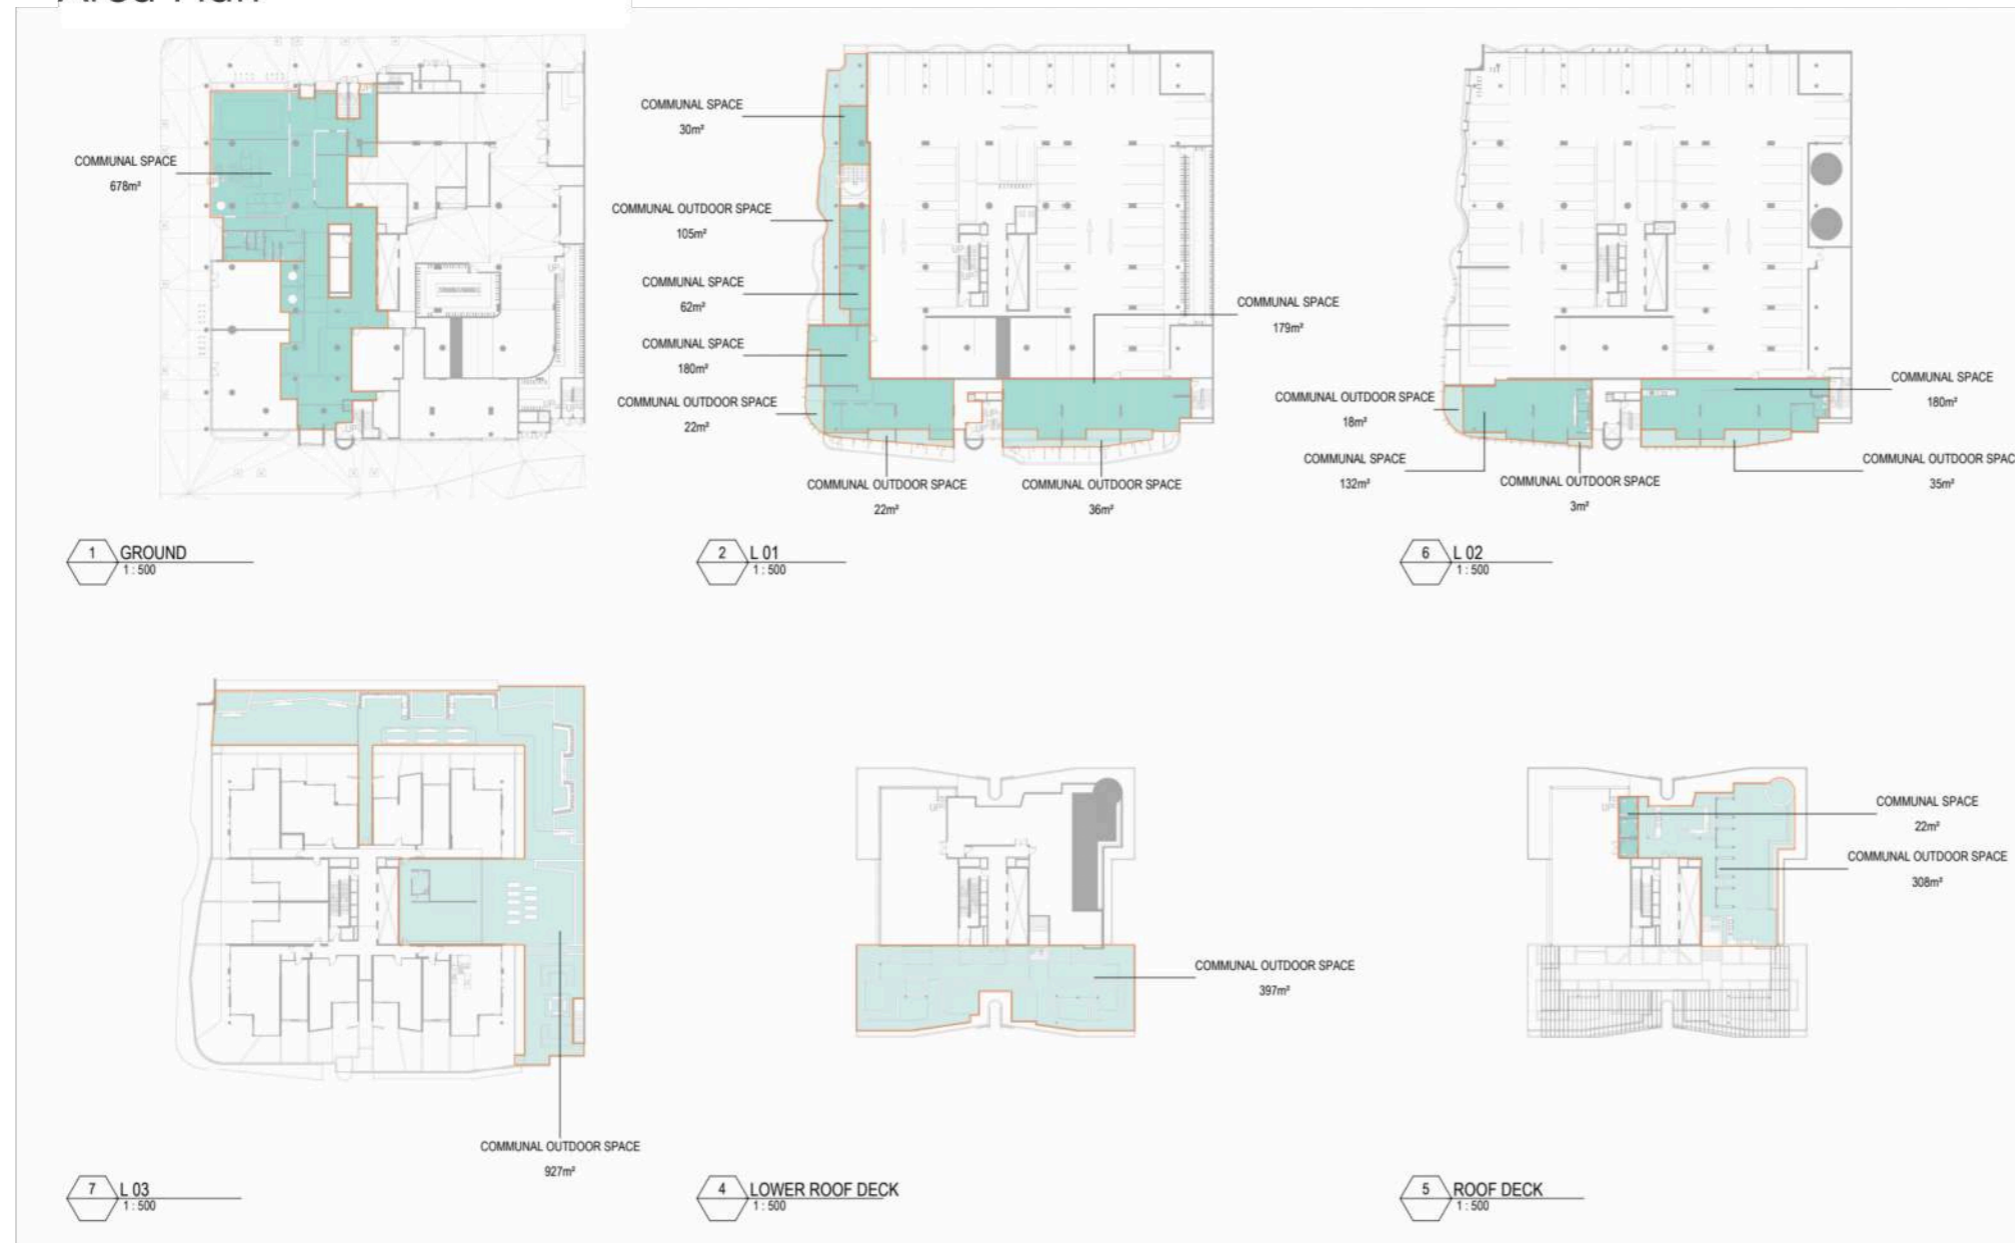 COMMUNAL SPACE
678m²
1
GROUND
1 : 500
COMMUNAL SPACE
30m²
COMMUNAL OUTDOOR SPACE
105m²
COMMUNAL SPACE
62m²
COMMUNAL SPACE
180m²
COMMUNAL OUTDOOR SPACE
22m²
COMMUNAL OUTDOOR SPACE
22m²
COMMUNAL OUTDOOR SPACE
36m²
COMMUNAL SPACE
179m²
2
L 01
1 : 500
COMMUNAL OUTDOOR SPACE
18m²
COMMUNAL SPACE
132m²
COMMUNAL OUTDOOR SPACE
3m²
COMMUNAL SPACE
180m²
COMMUNAL OUTDOOR SPAC
35m²
6
L 02
1 : 500
COMMUNAL OUTDOOR SPACE
927m²
7
L 03
1 : 500
COMMUNAL OUTDOOR SPACE
397m²
4
LOWER ROOF DECK
1 : 500
COMMUNAL SPACE
22m²
COMMUNAL OUTDOOR SPACE
308m²
5
ROOF DECK
1 : 500